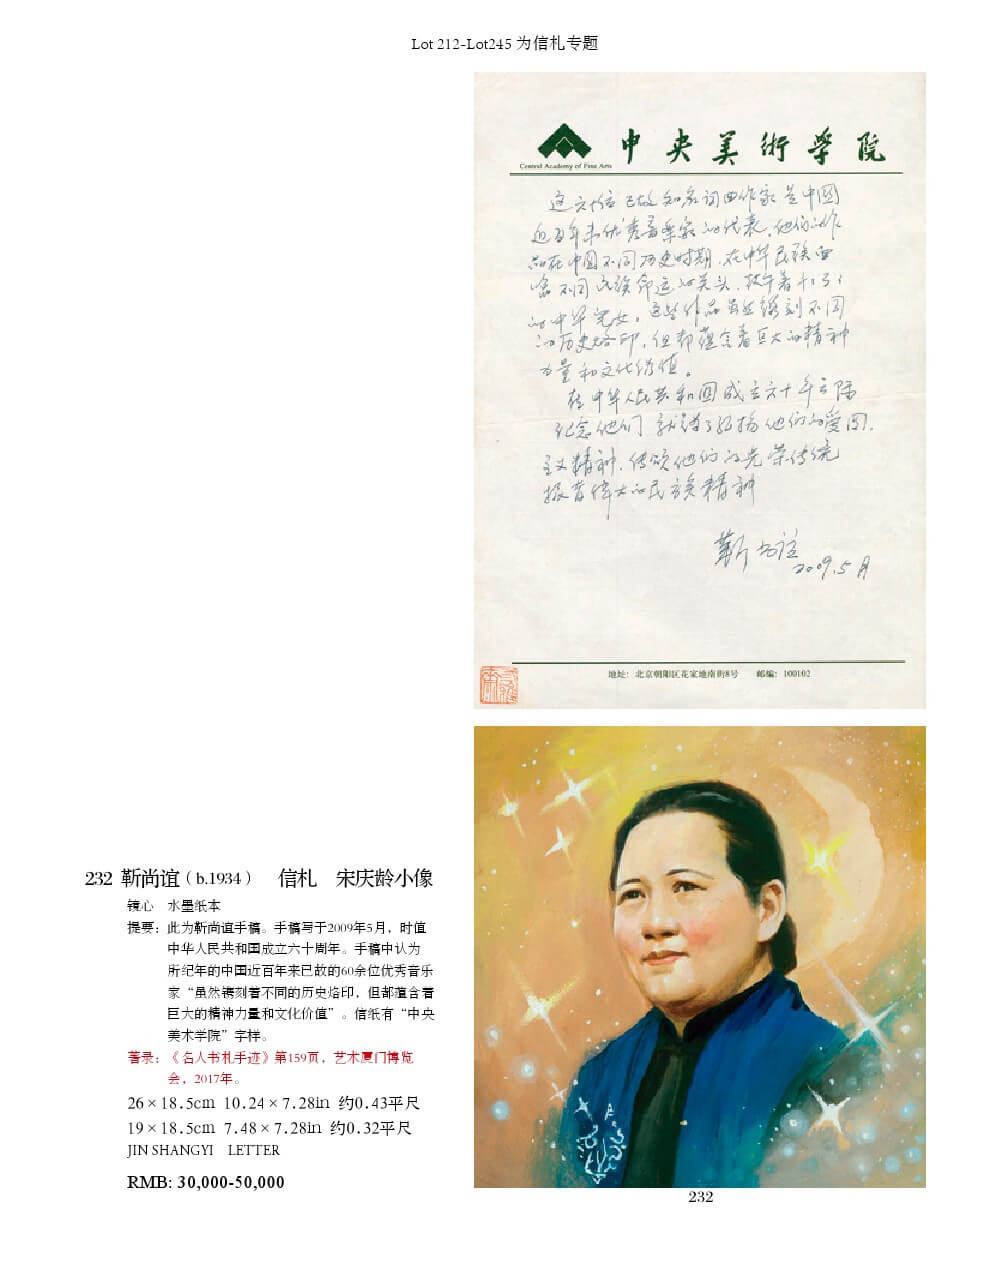 Lot 212-Lot245 为信札专题
中央美术学院
Central Academy of Fine Arts
这六十位已故知名词曲作家是中国
近百年来优秀音乐家的代表。他们的作
品在中国不同历史时期、在中华民族面
临不同民族命运的关头,鼓午着千千万万
的中华儿女。这些作品虽然镌刻不同
的历史烙印,但却蕴含着巨大的精神
力量和文化价值。
在中华人民共和国成立六十年之际
纪念他们 就是弘扬他们的爱国
主义精神,传颂他们的光荣传统
报着伟大的民族精神
靳尚谊
2009.5月
地址:北京朝阳区花家地南街8号 邮编:100102
232 靳尚谊(b.1934) 信札 宋庆龄小像
镜心 水墨纸本
提要:此为靳尚谊手稿。手稿写于2009年5月,时值
中华人民共和国成立六十周年。手稿中认为
所纪年的中国近百年来已故的60余位优秀音乐
家“虽然镌刻着不同的历史烙印,但都蕴含着
巨大的精神力量和文化价值”。信纸有“中央
美术学院”字样。
著录:《名人书札手迹》第159页,艺术厦门博览
会,2017年。
26×18.5cm 10.24×7.28in 约0.43平尺
19×18.5cm 7.48×7.28in 约0.32平尺
JIN SHANGYI LETTER
RMB: 30,000-50,000
232